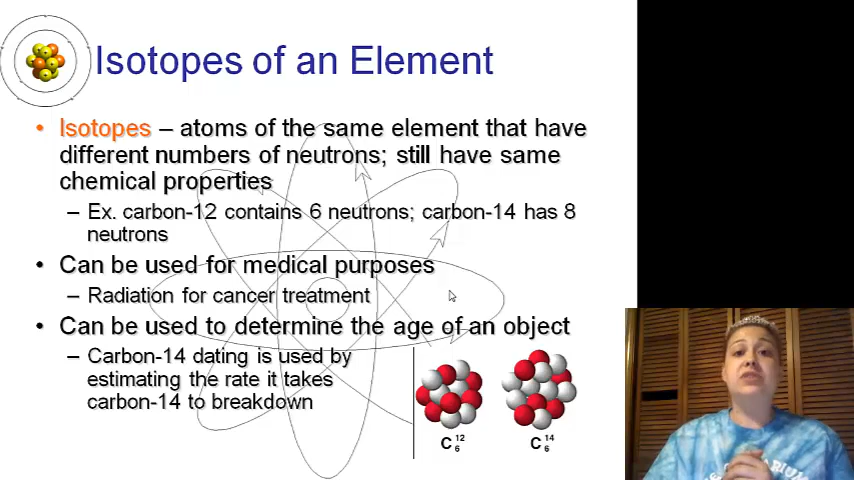 Isotopes of an Element
• Isotopes – atoms of the same element that have
different numbers of neutrons; still have same
chemical properties
– Ex. carbon-12 contains 6 neutrons; carbon-14 has 8
neutrons
• Can be used for medical purposes
– Radiation for cancer treatment
• Can be used to determine the age of an object
– Carbon-14 dating is used by
estimating the rate it takes
carbon-14 to breakdown
C 12 6
C 14 6